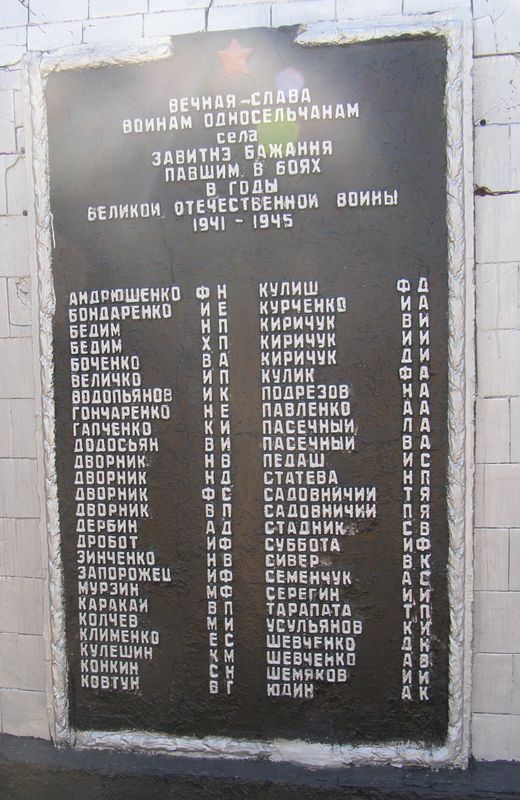 ВЕЧНАЯ-СЛАВА
ВОИНАМ ОДНОСЕЛЬЧАНАМ
села
ЗАВИТНЭ БАЖАННЯ
ПАВШИМ В БОЯХ
В ГОДЫ
ВЕЛИКОЙ ОТЕЧЕСТВЕННОЙ ВОЙНЫ
1941 - 1945
АНДРЮШЕНКО Ф Н
БОНДАРЕНКО И Е
БЕДИМ Н П
БЕДИМ Х П
БОЧЕНКО В А
ВЕЛИЧКО И П
ВОДОПЬЯНОВ И К
ГОНЧАРЕНКО Н Е
ГАПЧЕНКО К И
ДОДОСЬЯН В И
ДВОРНИК Н В
ДВОРНИК Н Д
ДВОРНИК Ф С
ДВОРНИК В П
ДЕРБИН А Д
ДРОБОТ И Ф
ЗИНЧЕНКО Н В
ЗАПОРОЖЕЦ И Ф
МУРЗИН М Ф
КАРАКАЙ В П
КОЛЧЕВ М И
КЛИМЕНКО Е С
КУЛЕШИН К М
КОНКИН С Н
КОВТУН В Г
КУЛИШ Ф Д
КУРЧЕНКО И А
КИРИЧУК В И
КИРИЧУК И И
КИРИЧУК Д И
КУЛИК Ф А
ПОДРЕЗОВ Н А
ПАВЛЕНКО А А
ПАСЕЧНЫЙ Л А
ПАСЕЧНЫЙ В А
ПЕДАШ И С
СТАТЕВА Н П
САДОВНИЧИЙ Т Я
САДОВНИЧИЙ П Я
СТАДНИК С В
СУББОТА И Ф
СИВЕР В К
СЕМЕНЧУК А С
СЕРЕГИН И И
ТАРАПАТА Т П
УСУЛЬЯНОВ К И
ШЕВЧЕНКО Д Н
ШЕВЧЕНКО А В
ШЕМЯКОВ И И
ЮДИН А К